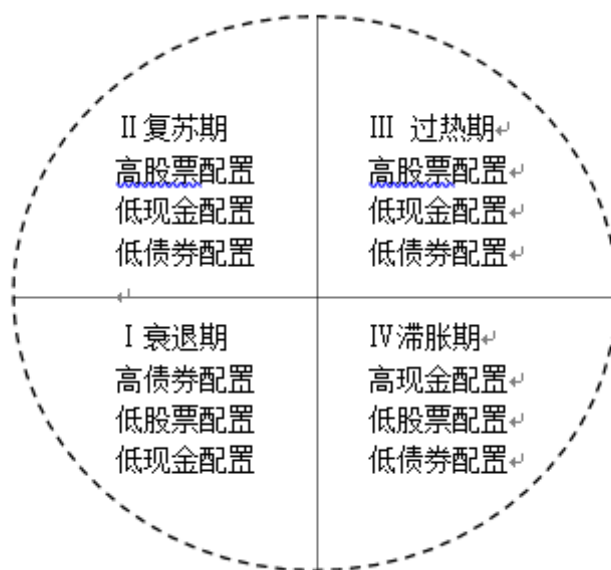 Ⅱ复苏期
高股票配置
低现金配置
低债券配置
Ⅲ 过热期
高股票配置
低现金配置
低债券配置
Ⅰ衰退期
高债券配置
低股票配置
低现金配置
Ⅳ滞胀期
高现金配置
低股票配置
低债券配置